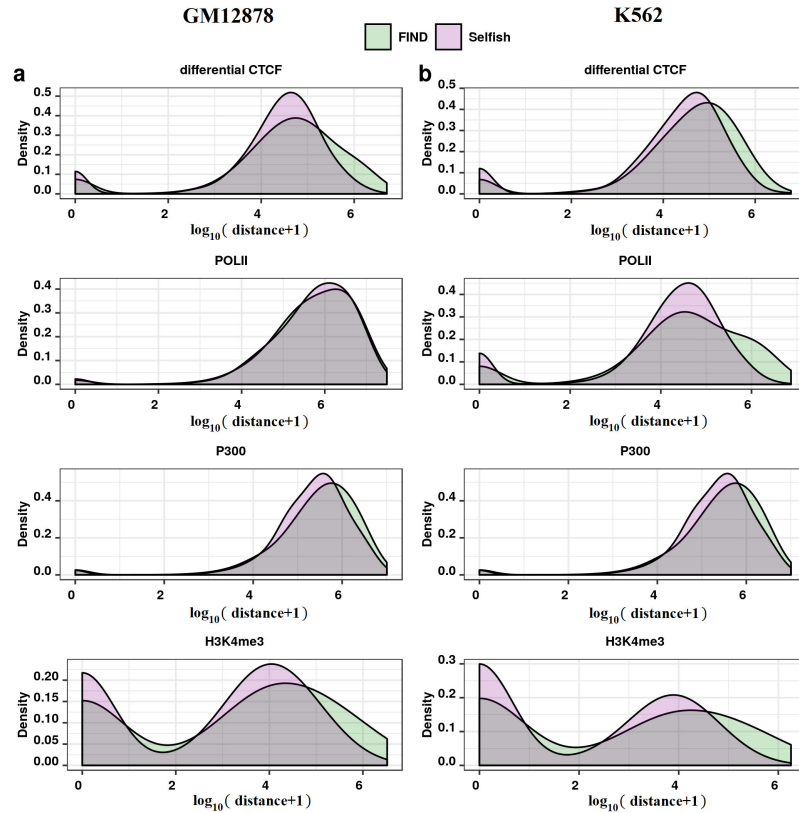 GM12878
K562
FIND Selfish
a
differential CTCF
Density
0.5
0.4
0.3
0.2
0.1
0.0
0 2 4 6
log10( distance+1)
POLII
Density
0.4
0.3
0.2
0.1
0.0
0 2 4 6
log10( distance+1)
P300
Density
0.4
0.2
0.0
0 2 4 6
log10( distance+1)
H3K4me3
Density
0.20
0.15
0.10
0.05
0.00
0 2 4 6
log10( distance+1)
b
differential CTCF
Density
0.5
0.4
0.3
0.2
0.1
0.0
0 2 4 6
log10( distance+1)
POLII
Density
0.4
0.3
0.2
0.1
0.0
0 2 4 6
log10( distance+1)
P300
Density
0.4
0.2
0.0
0 2 4 6
log10( distance+1)
H3K4me3
Density
0.3
0.2
0.1
0.0
0 2 4 6
log10( distance+1)